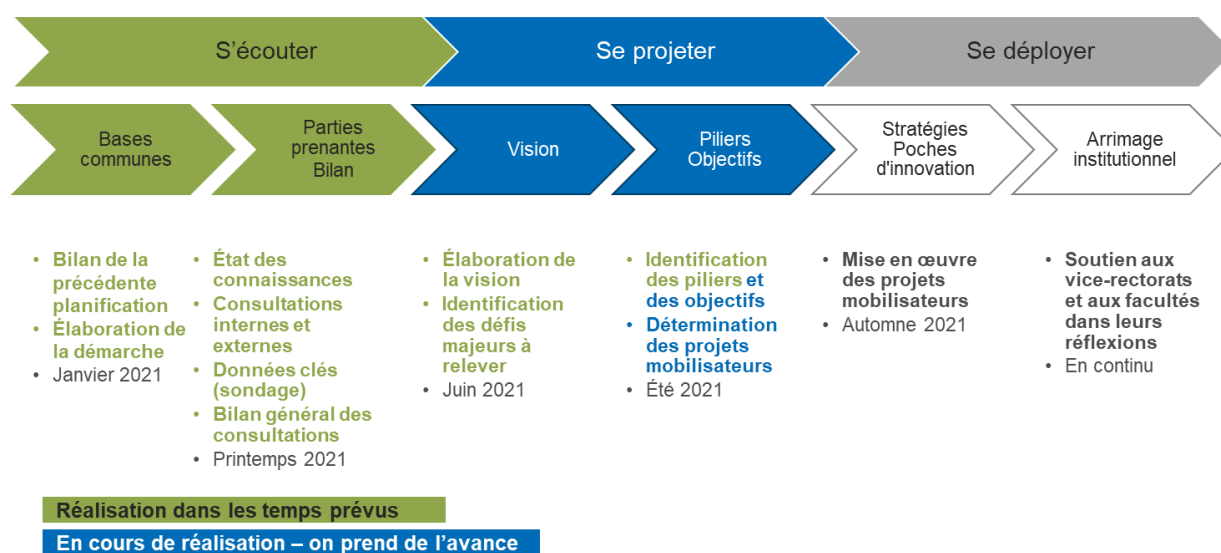 S'écouter
Se projeter
Se déployer
Bases
communes
Parties
prenantes
Bilan
Vision
Piliers
Objectifs
Stratégies
Poches
d'innovation
Arrimage
institutionnel
• Bilan de la
précédente
planification
• Élaboration de
la démarche
• Janvier 2021
• État des
connaissances
• Consultations
internes et
externes
• Données clés
(sondage)
• Bilan général des
consultations
• Printemps 2021
• Élaboration de
la vision
• Identification
des défis
majeurs à
relever
• Juin 2021
• Identification
des piliers et
des objectifs
• Détermination
des projets
mobilisateurs
• Été 2021
• Mise en œuvre
des projets
mobilisateurs
• Automne 2021
• Soutien aux
vice-rectorats
et aux facultés
dans leurs
réflexions
• En continu
Réalisation dans les temps prévus
En cours de réalisation – on prend de l'avance